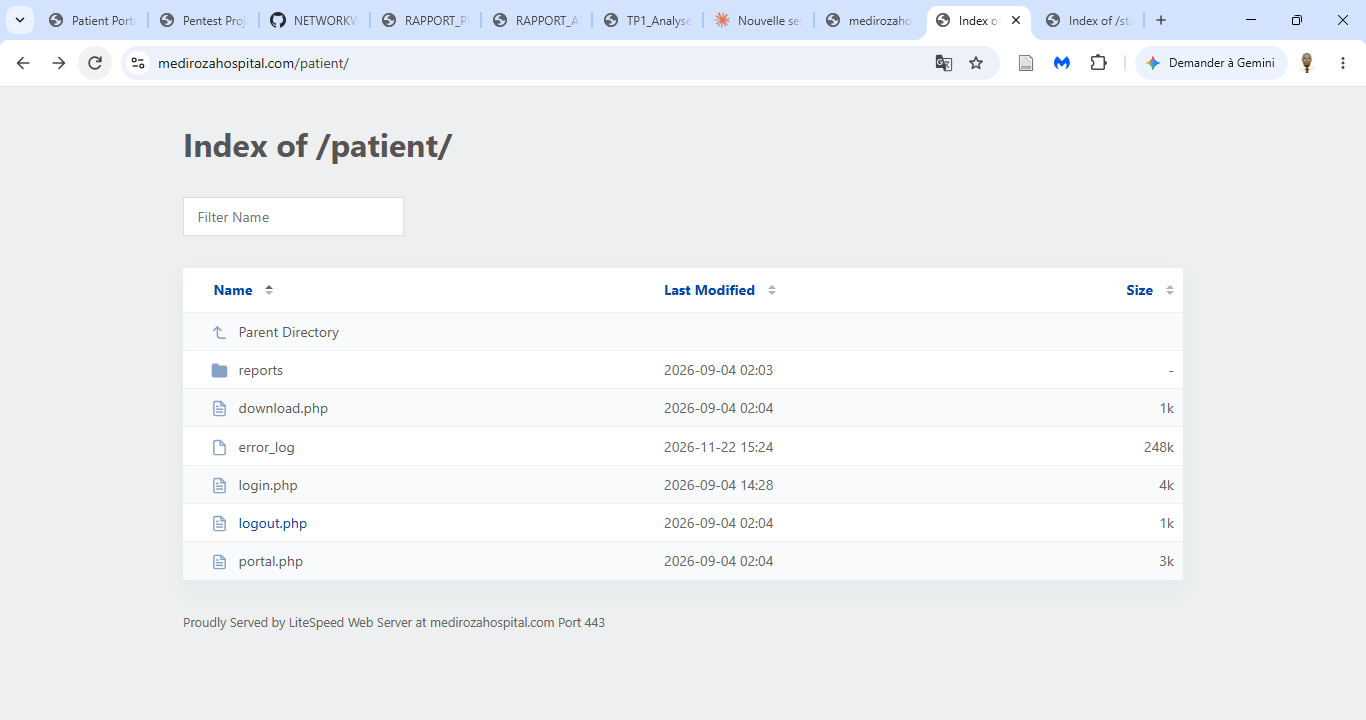 Patient Porta
Pentest Proj
NETWORKW
RAPPORT_P
RAPPORT_A
TP1_Analyse
Nouvelle se
medirozaho
Index o
Index of /sta
medirozahospital.com/patient/
Demander à Gemini
Index of /patient/
Filter Name
Name Last Modified Size
Parent Directory
reports 2026-09-04 02:03 -
download.php 2026-09-04 02:04 1k
error_log 2026-11-22 15:24 248k
login.php 2026-09-04 14:28 4k
logout.php 2026-09-04 02:04 1k
portal.php 2026-09-04 02:04 3k
Proudly Served by LiteSpeed Web Server at medirozahospital.com Port 443